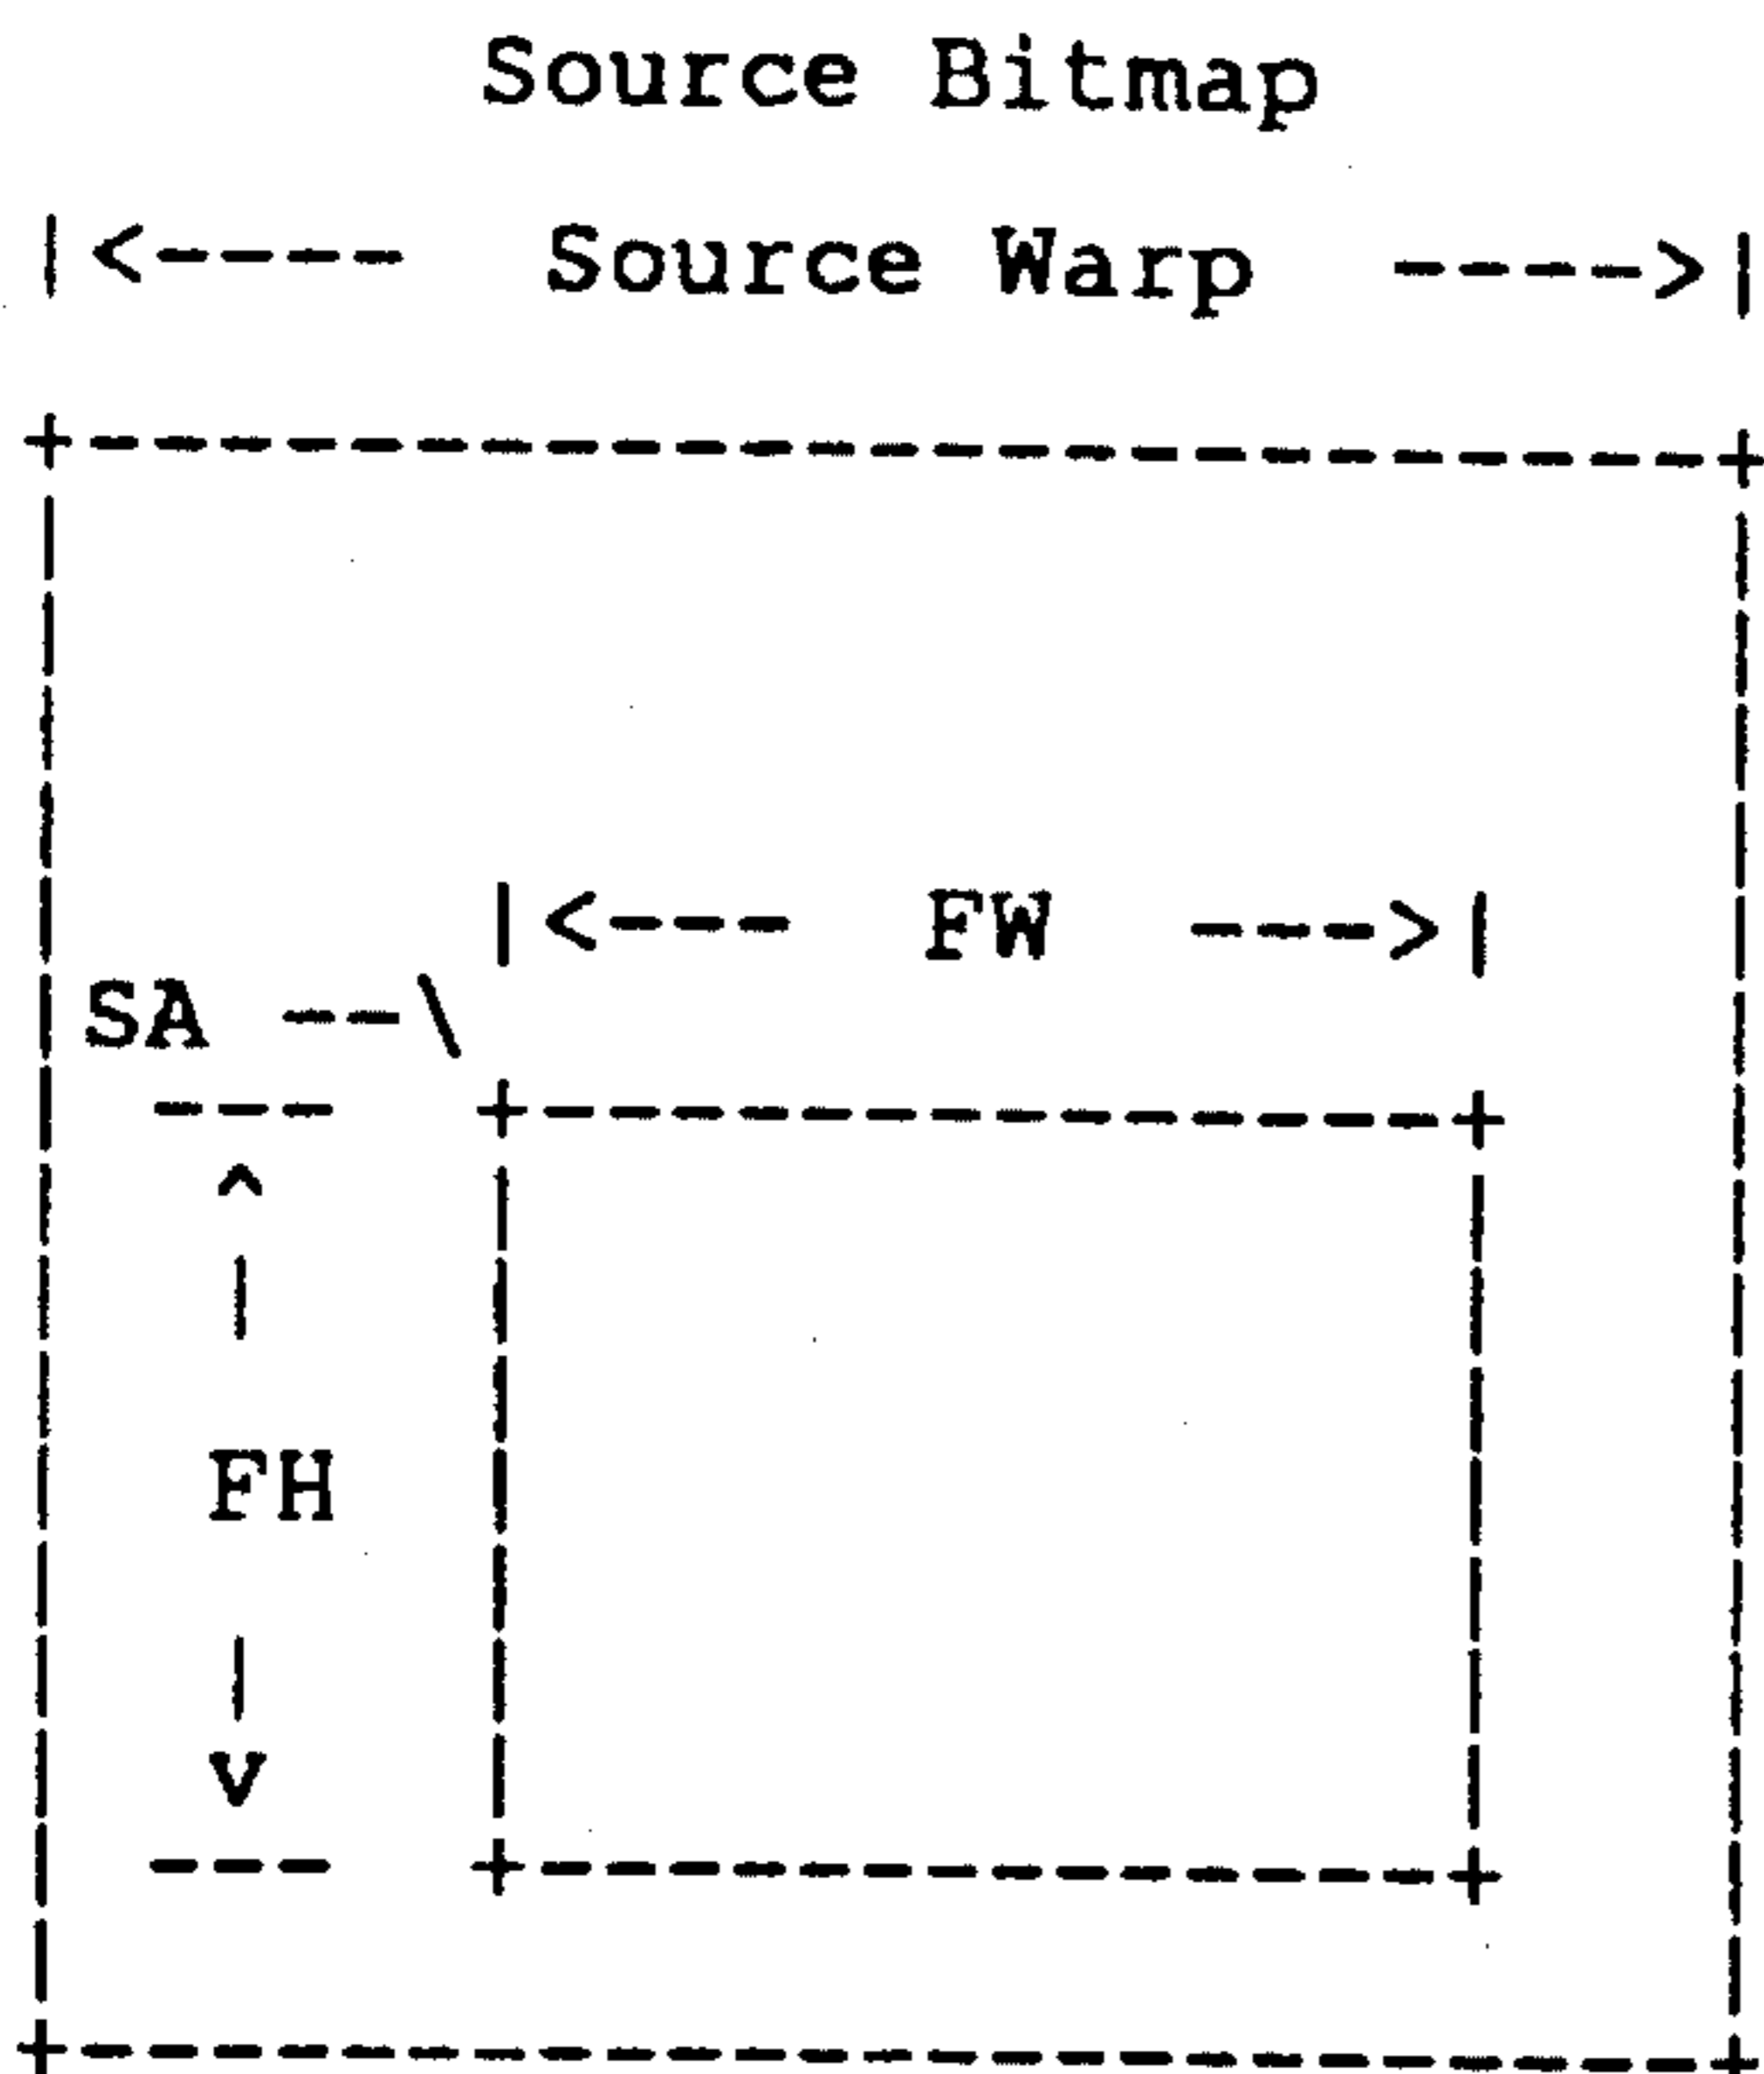 Source Bitmap
|<---- Source Warp ---->|
|<--- FW --->|
SA --\
FH